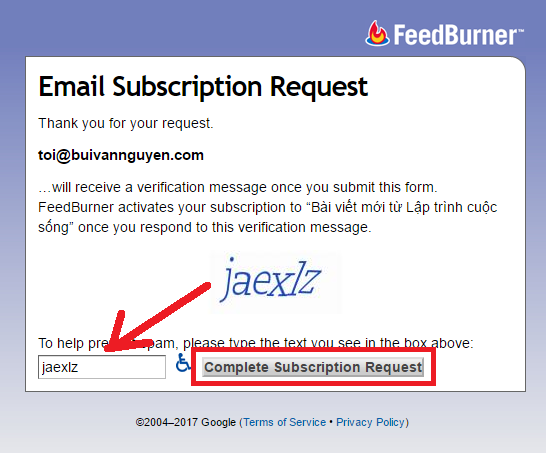 FeedBurner™
Email Subscription Request
Thank you for your request.
toi@buivannguyen.com
…will receive a verification message once you submit this form.
FeedBurner activates your subscription to “Bài viết mới từ Lập trình cuộc
sống” once you respond to this verification message.
jaexlz
To help spam, please type the text you see in the box above:
jaexlz
Complete Subscription Request
©2004–2017 Google (Terms of Service • Privacy Policy)